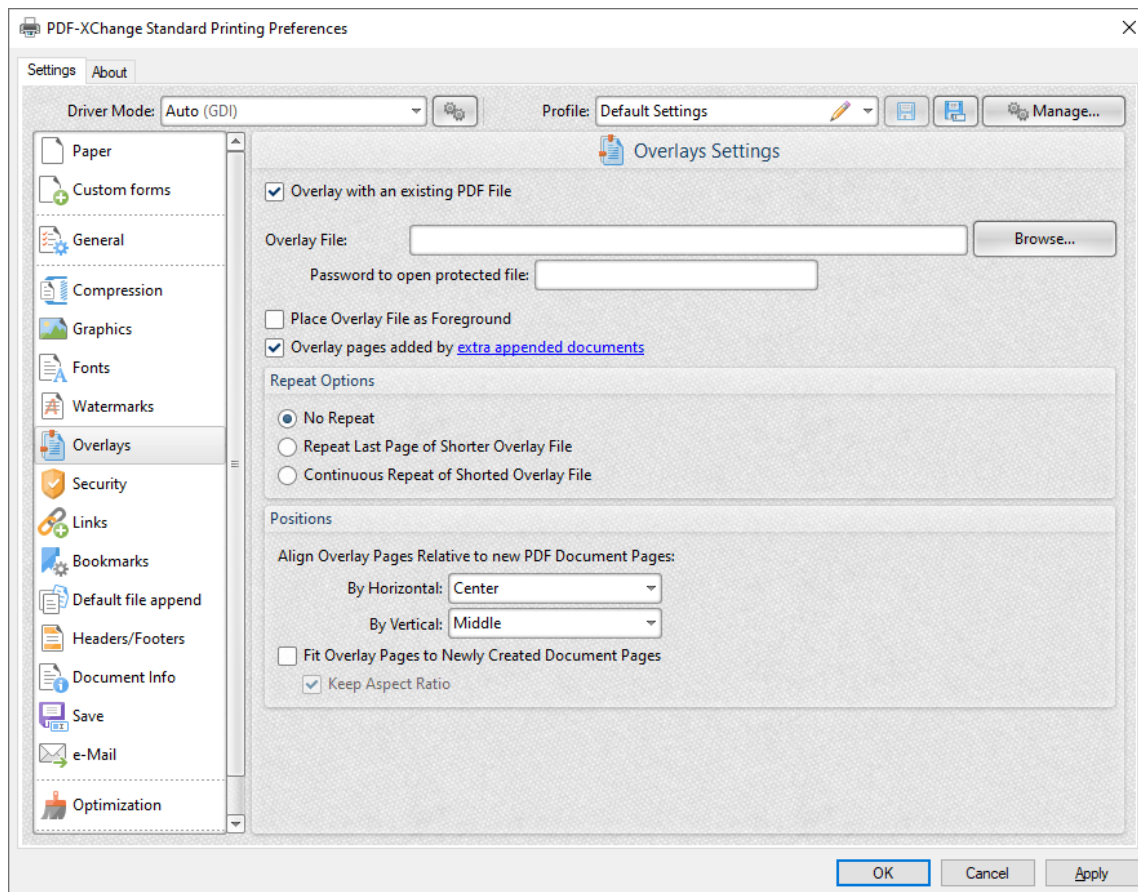 PDF-XChange Standard Printing Preferences
Settings About
Driver Mode: Auto (GDI) Profile: Default Settings Manage...
Paper
Custom forms
General
Compression
Graphics
Fonts
Watermarks
Overlays
Security
Links
Bookmarks
Default file append
Headers/Footers
Document Info
Save
e-Mail
Optimization
Overlays Settings
Overlay with an existing PDF File
Overlay File: Browse...
Password to open protected file:
Place Overlay File as Foreground
Overlay pages added by extra appended documents
Repeat Options
No Repeat
Repeat Last Page of Shorter Overlay File
Continuous Repeat of Shorted Overlay File
Positions
Align Overlay Pages Relative to new PDF Document Pages:
By Horizontal: Center
By Vertical: Middle
Fit Overlay Pages to Newly Created Document Pages
Keep Aspect Ratio
OK Cancel Apply